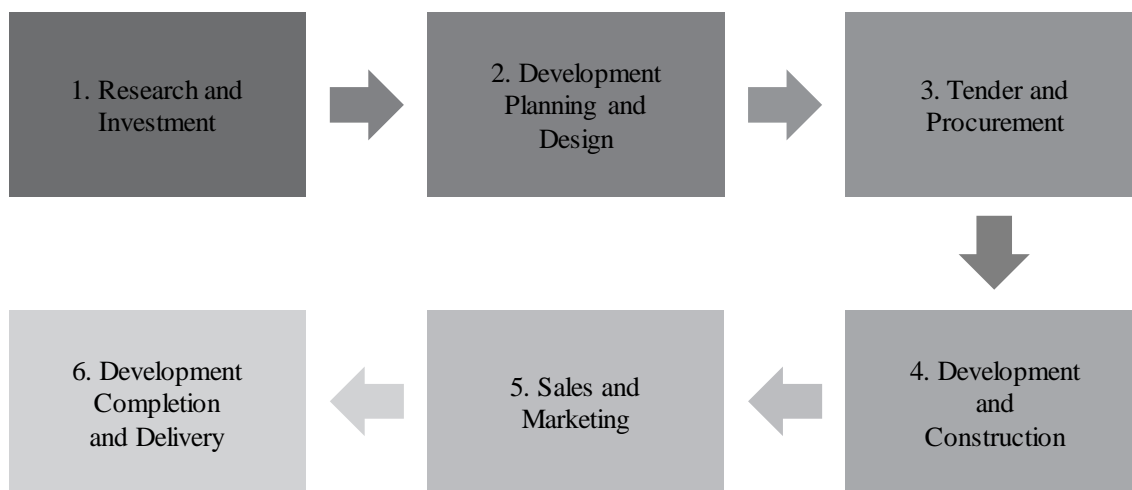 1. Research and
Investment
2. Development
Planning and
Design
3. Tender and
Procurement
4. Development
and
Construction
5. Sales and
Marketing
6. Development
Completion
and Delivery